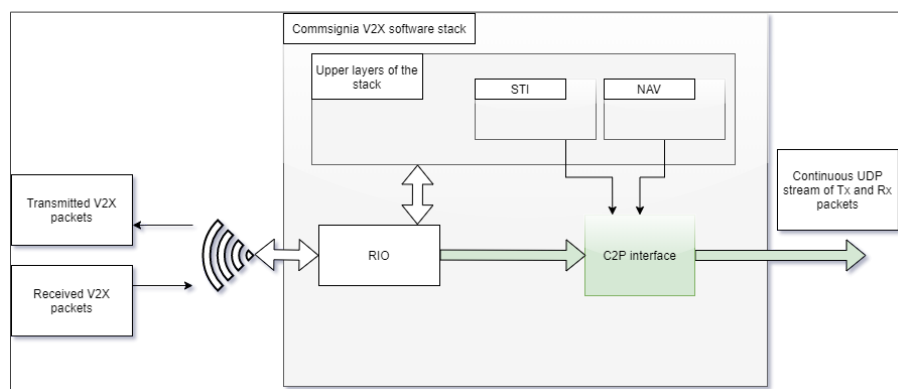 Commsignia V2X software stack
Upper layers of the
stack
STI
NAV
Continuous UDP
stream of Tx and Rx
packets
Transmitted V2X
packets
RIO
C2P interface
Received V2X
packets